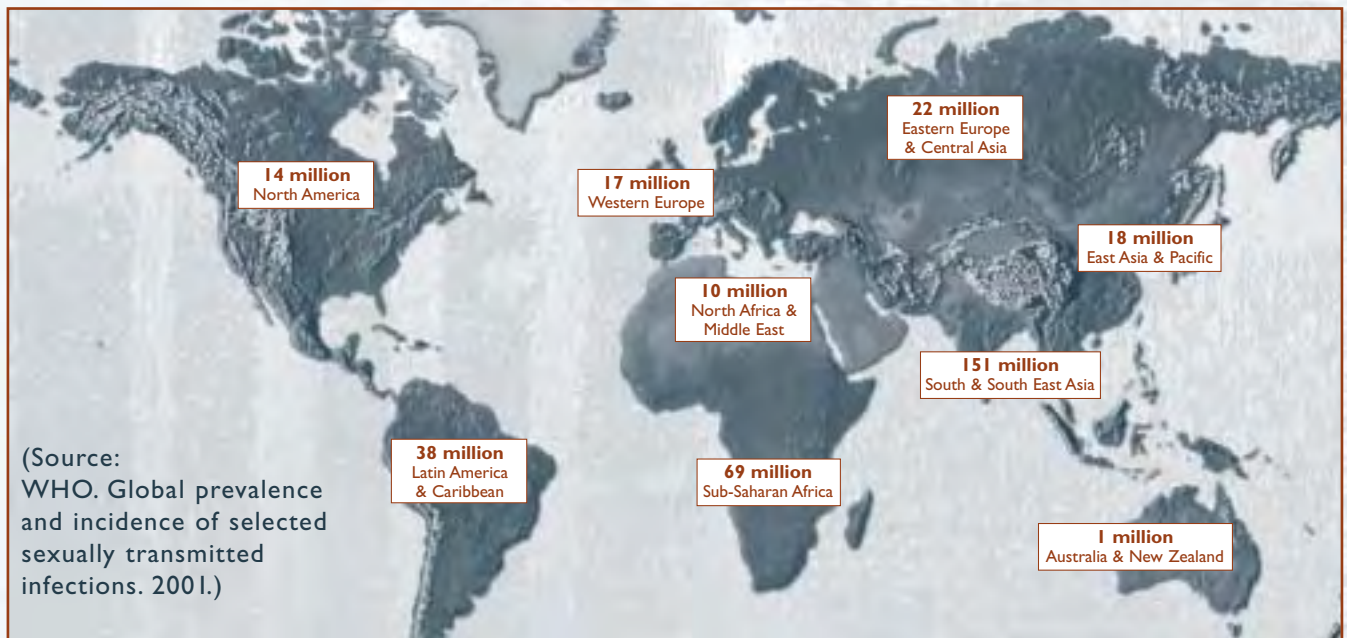 22 million
Eastern Europe
& Central Asia
14 million
North America
17 million
Western Europe
18 million
East Asia & Pacific
10 million
North Africa &
Middle East
151 million
South & South East Asia
38 million
Latin America
& Caribbean
69 million
Sub-Saharan Africa
1 million
Australia & New Zealand
(Source:
WHO. Global prevalence
and incidence of selected
sexually transmitted
infections. 2001.)